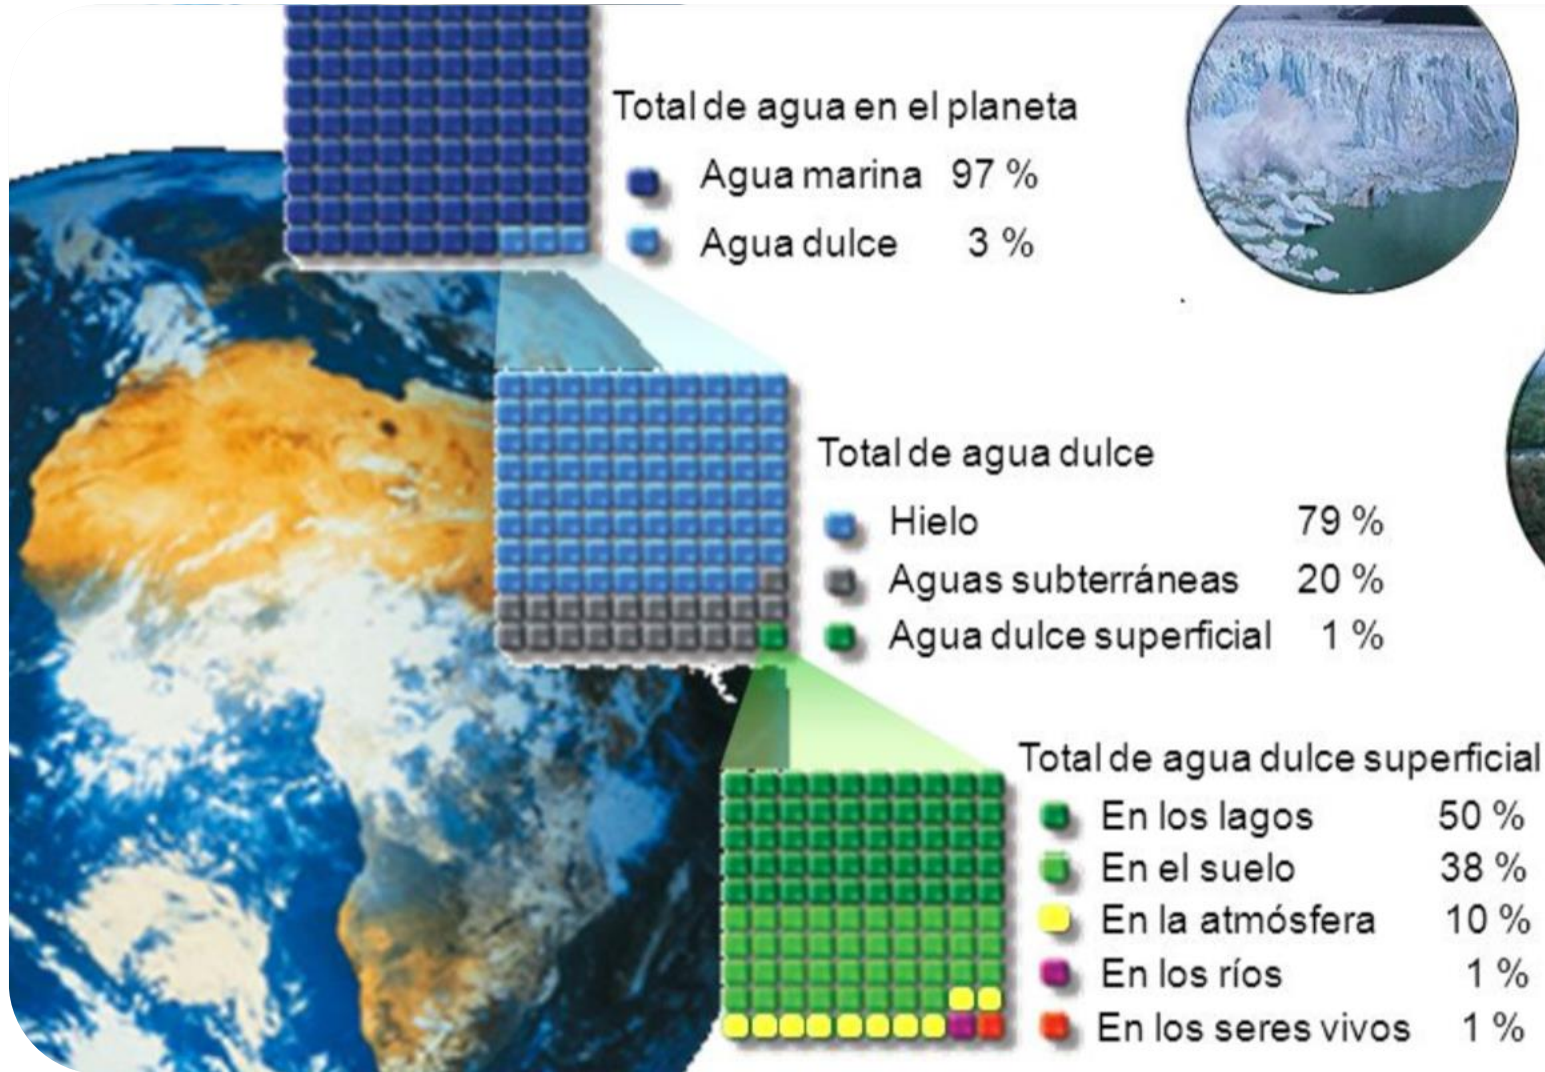 Total de agua en el planeta
Agua marina 97 %
Agua dulce 3 %
Total de agua dulce
Hielo 79 %
Aguas subterráneas 20 %
Agua dulce superficial 1 %
Total de agua dulce superficial
En los lagos 50 %
En el suelo 38 %
En la atmósfera 10 %
En los ríos 1 %
En los seres vivos 1 %